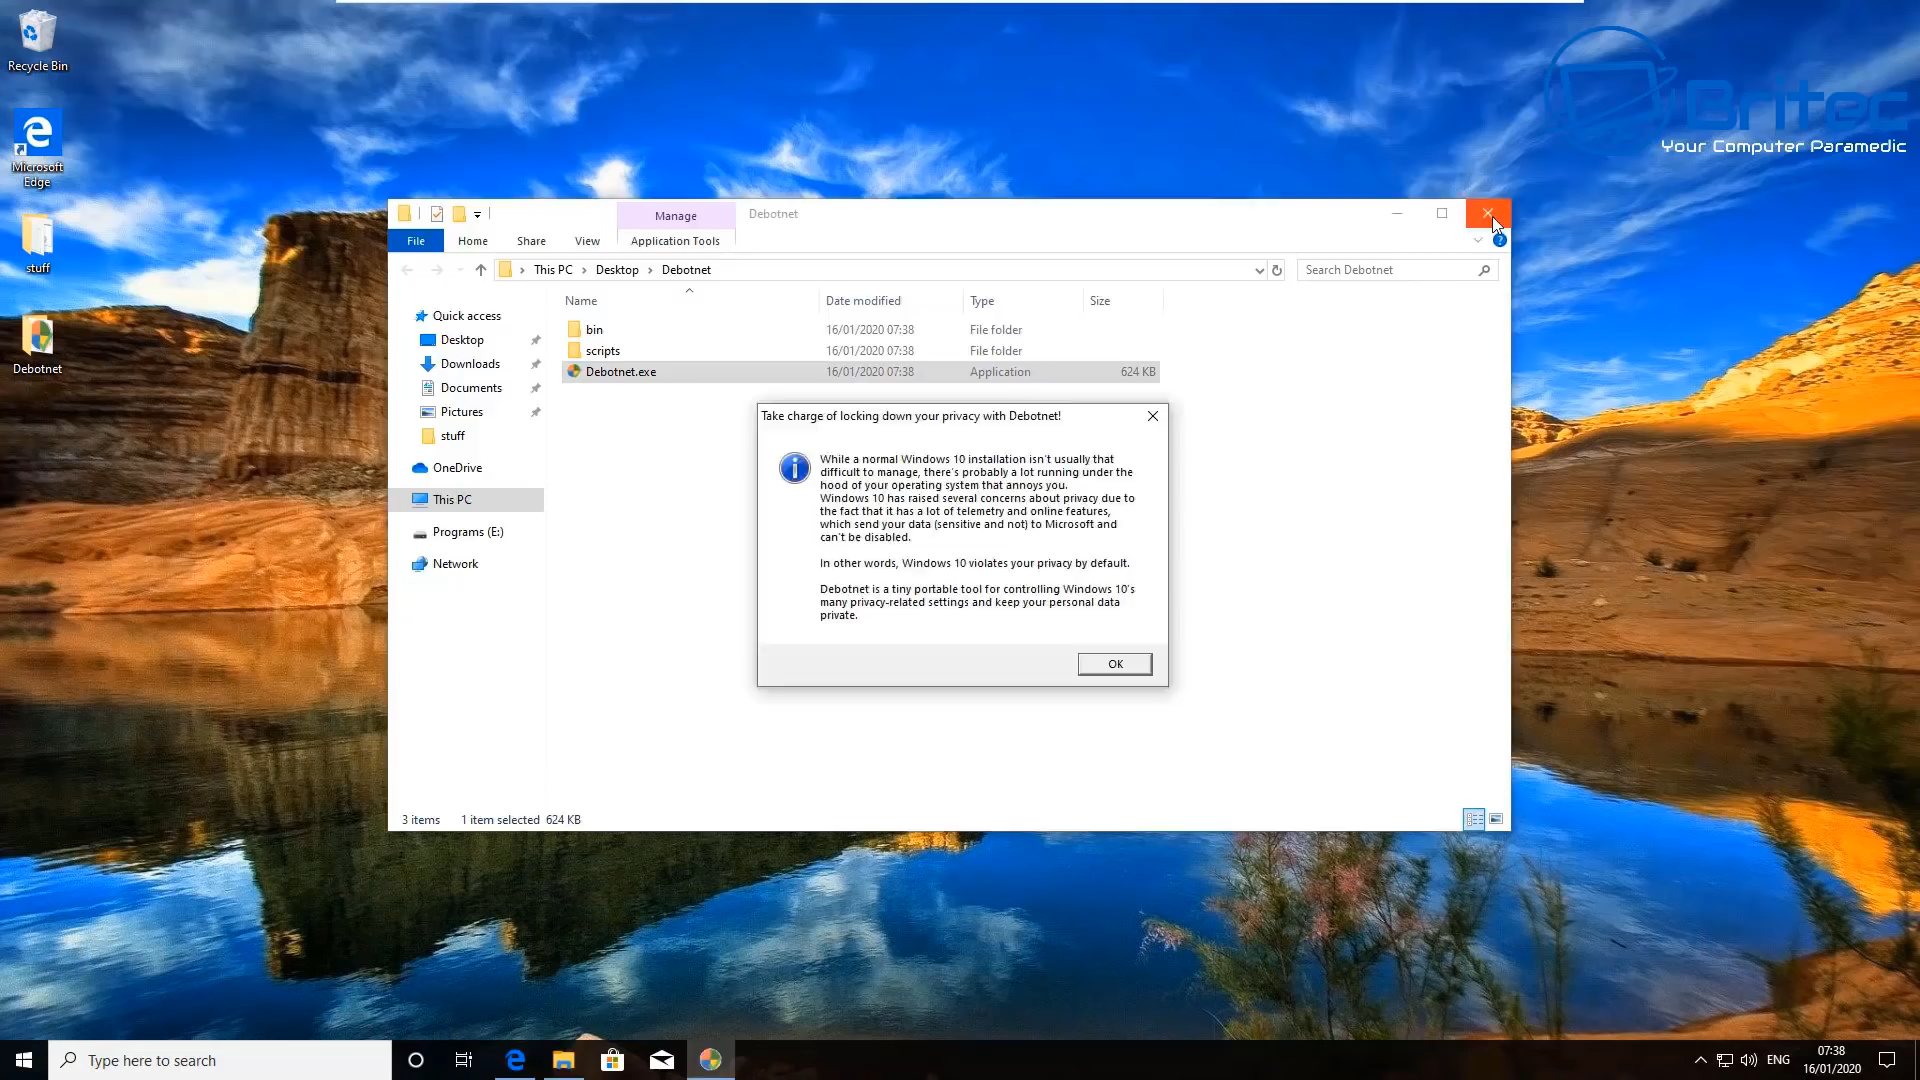 Recycle Bin
Microsoft
Edge
stuff
Debotnet
Britec
Your Computer Paramedic
Manage
Debotnet
File
Home
Share
View
Application Tools
This PC
Desktop
Debotnet
Search Debotnet
Name
Date modified
Type
Size
bin
16/01/2020 07:38
File folder
scripts
16/01/2020 07:38
File folder
Debotnet.exe
16/01/2020 07:38
Application
624 KB
Quick access
Desktop
Downloads
Documents
Pictures
stuff
OneDrive
This PC
Programs (E:)
Network
Take charge of locking down your privacy with Debotnet!
While a normal Windows 10 installation isn't usually that
difficult to manage, there's probably a lot running under the
hood of your operating system that annoys you.
Windows 10 has raised several concerns about privacy due to
the fact that it has a lot of telemetry and online features,
which send your data (sensitive and not) to Microsoft and
can't be disabled.
In other words, Windows 10 violates your privacy by default.
Debotnet is a tiny portable tool for controlling Windows 10's
many privacy-related settings and keep your personal data
private.
OK
3 items
1 item selected 624 KB
Type here to search
ENG
07:38
16/01/2020